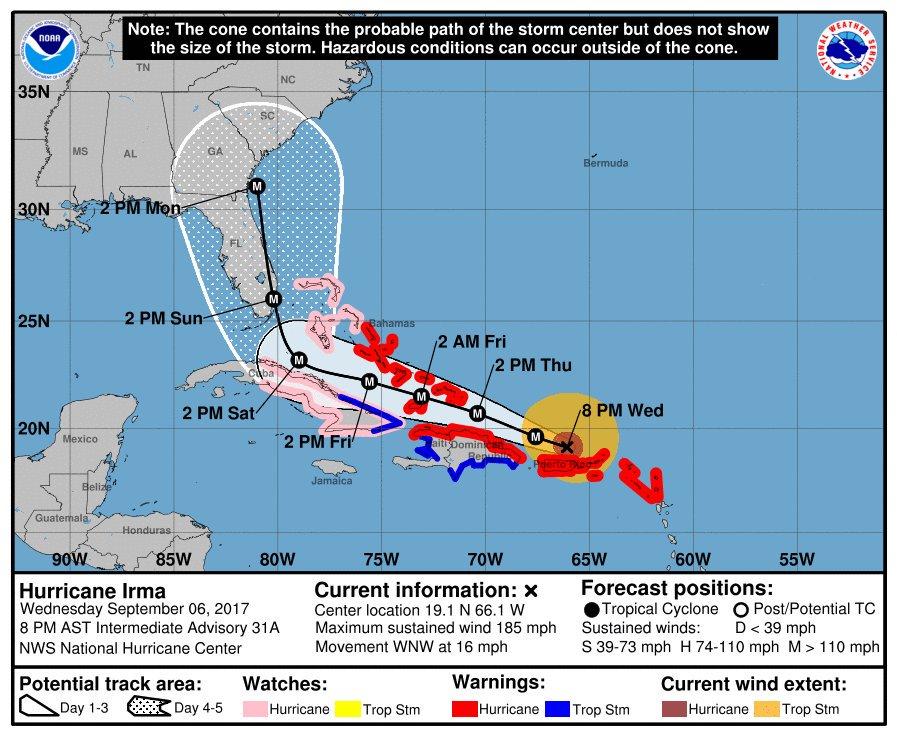 Note: The cone contains the probable path of the storm center but does not show
the size of the storm. Hazardous conditions can occur outside of the cone.
NOAA
NATIONAL WEATHER SERVICE
TN
NC
35N
SC
MS
AL
GA
Bermuda
2 PM Mon
M
30N
FL
M
2 PM Sun
25N
Bahamas
2 AM Fri
M
Cuba
M
M
2 PM Thu
2 PM Sat
M
8 PM Wed
20N
2 PM Fri
M
Mexico
Haiti
Dominican
Republic
Puerto Rico
Jamaica
Belize
Guatemala
Honduras
90W
85W
80W
75W
70W
65W
60W
55W
Hurricane Irma
Wednesday September 06, 2017
8 PM AST Intermediate Advisory 31A
NWS National Hurricane Center
Current information: x
Center location 19.1 N 66.1 W
Maximum sustained wind 185 mph
Movement WNW at 16 mph
Forecast positions:
Tropical Cyclone Post/Potential TC
Sustained winds: D < 39 mph
S 39-73 mph H 74-110 mph M > 110 mph
Potential track area:
Day 1-3 Day 4-5
Watches:
Hurricane Trop Stm
Warnings:
Hurricane Trop Stm
Current wind extent:
Hurricane Trop Stm